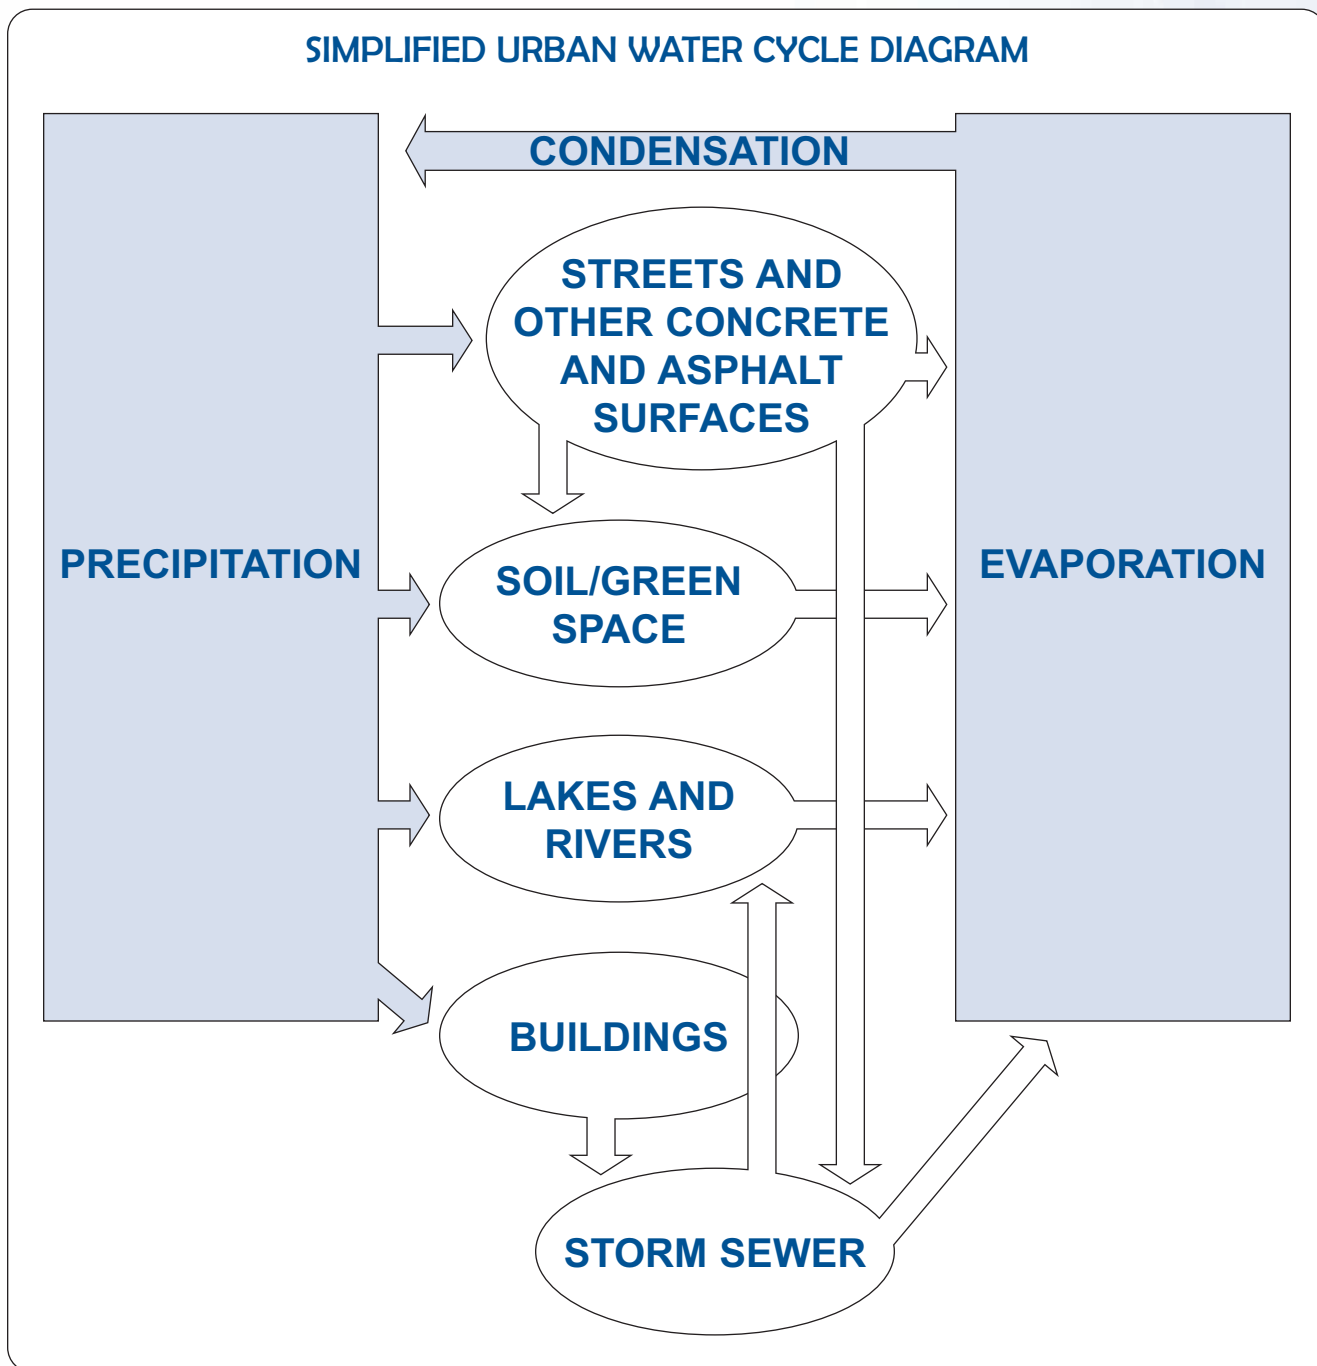 SIMPLIFIED URBAN WATER CYCLE DIAGRAM
CONDENSATION
STREETS AND
OTHER CONCRETE
AND ASPHALT
SURFACES
PRECIPITATION
EVAPORATION
SOIL/GREEN
SPACE
LAKES AND
RIVERS
BUILDINGS
STORM SEWER